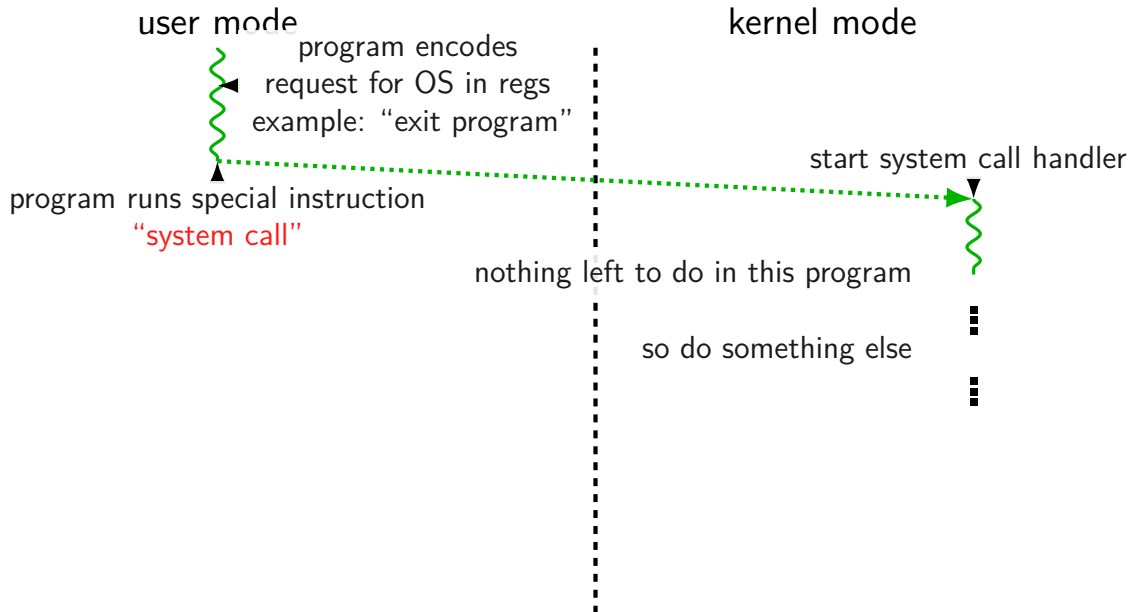 user mode
kernel mode
program encodes
request for OS in regs
example: “exit program”
start system call handler
program runs special instruction
“system call”
nothing left to do in this program
so do something else